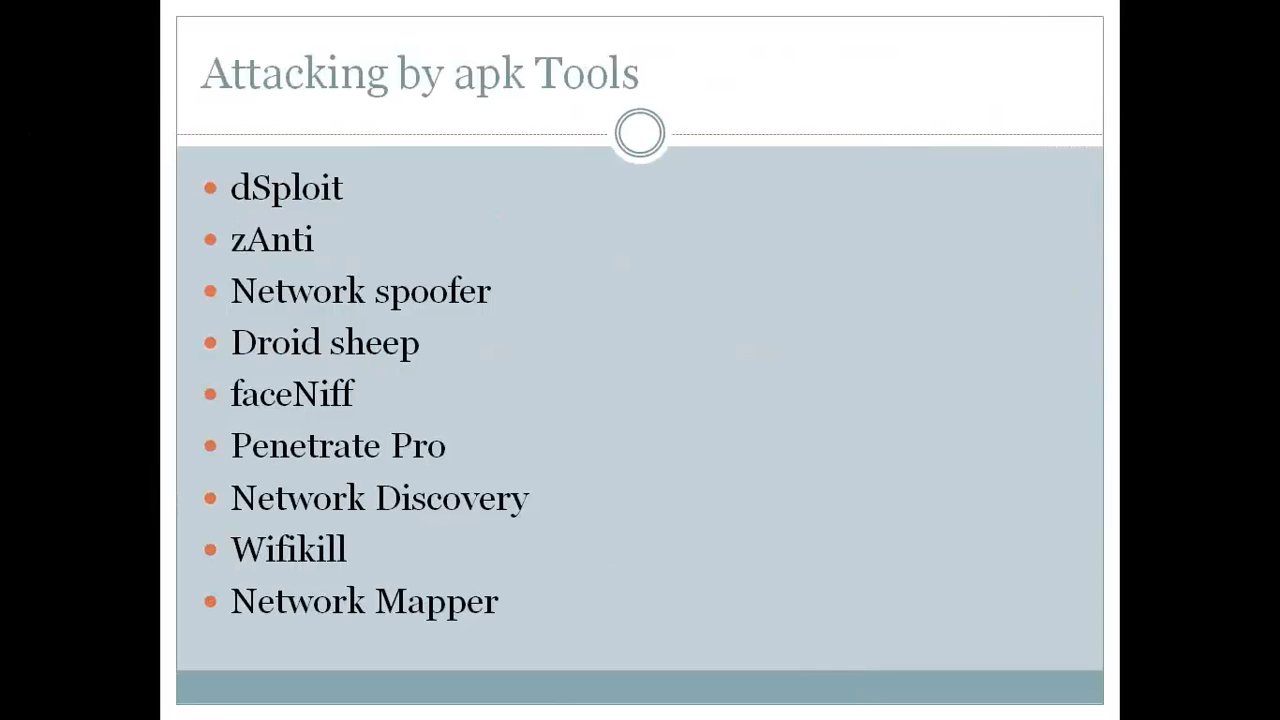 Attacking by apk Tools
dSploit
zAnti
Network spoofer
Droid sheep
faceNiff
Penetrate Pro
Network Discovery
Wifikill
Network Mapper